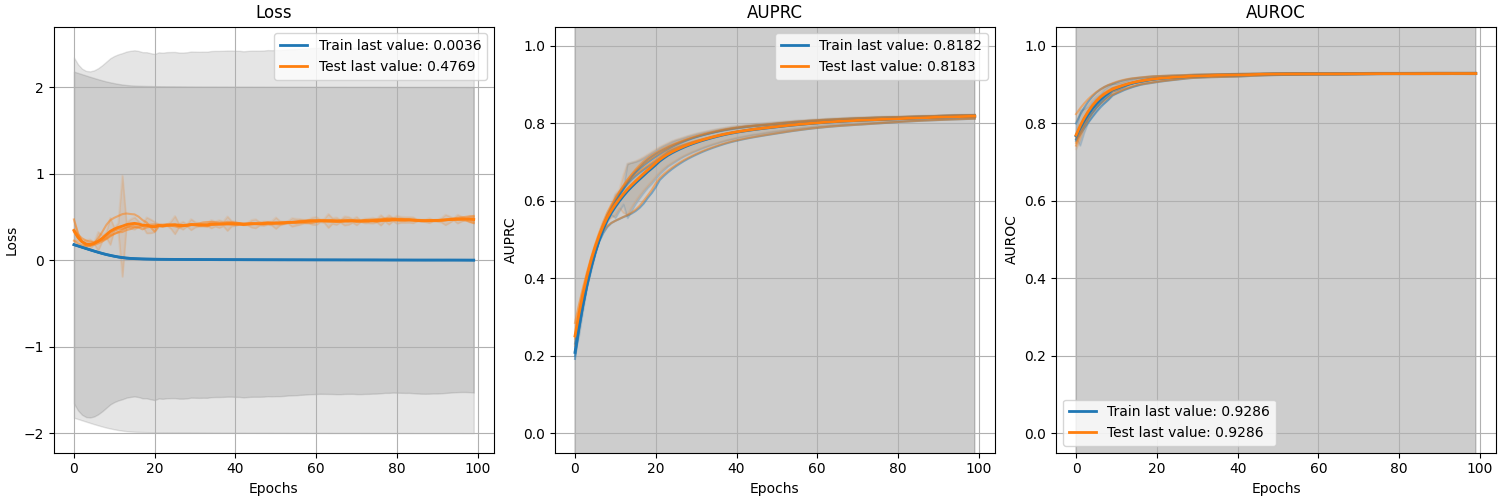 Loss
Train last value: 0.0036
Test last value: 0.4769
Loss
2
1
0
−1
−2
0 20 40 60 80 100
Epochs
AUPRC
Train last value: 0.8182
Test last value: 0.8183
AUPRC
1.0
0.8
0.6
0.4
0.2
0.0
0 20 40 60 80 100
Epochs
AUROC
AUROC
1.0
0.8
0.6
0.4
0.2
0.0
Train last value: 0.9286
Test last value: 0.9286
0 20 40 60 80 100
Epochs